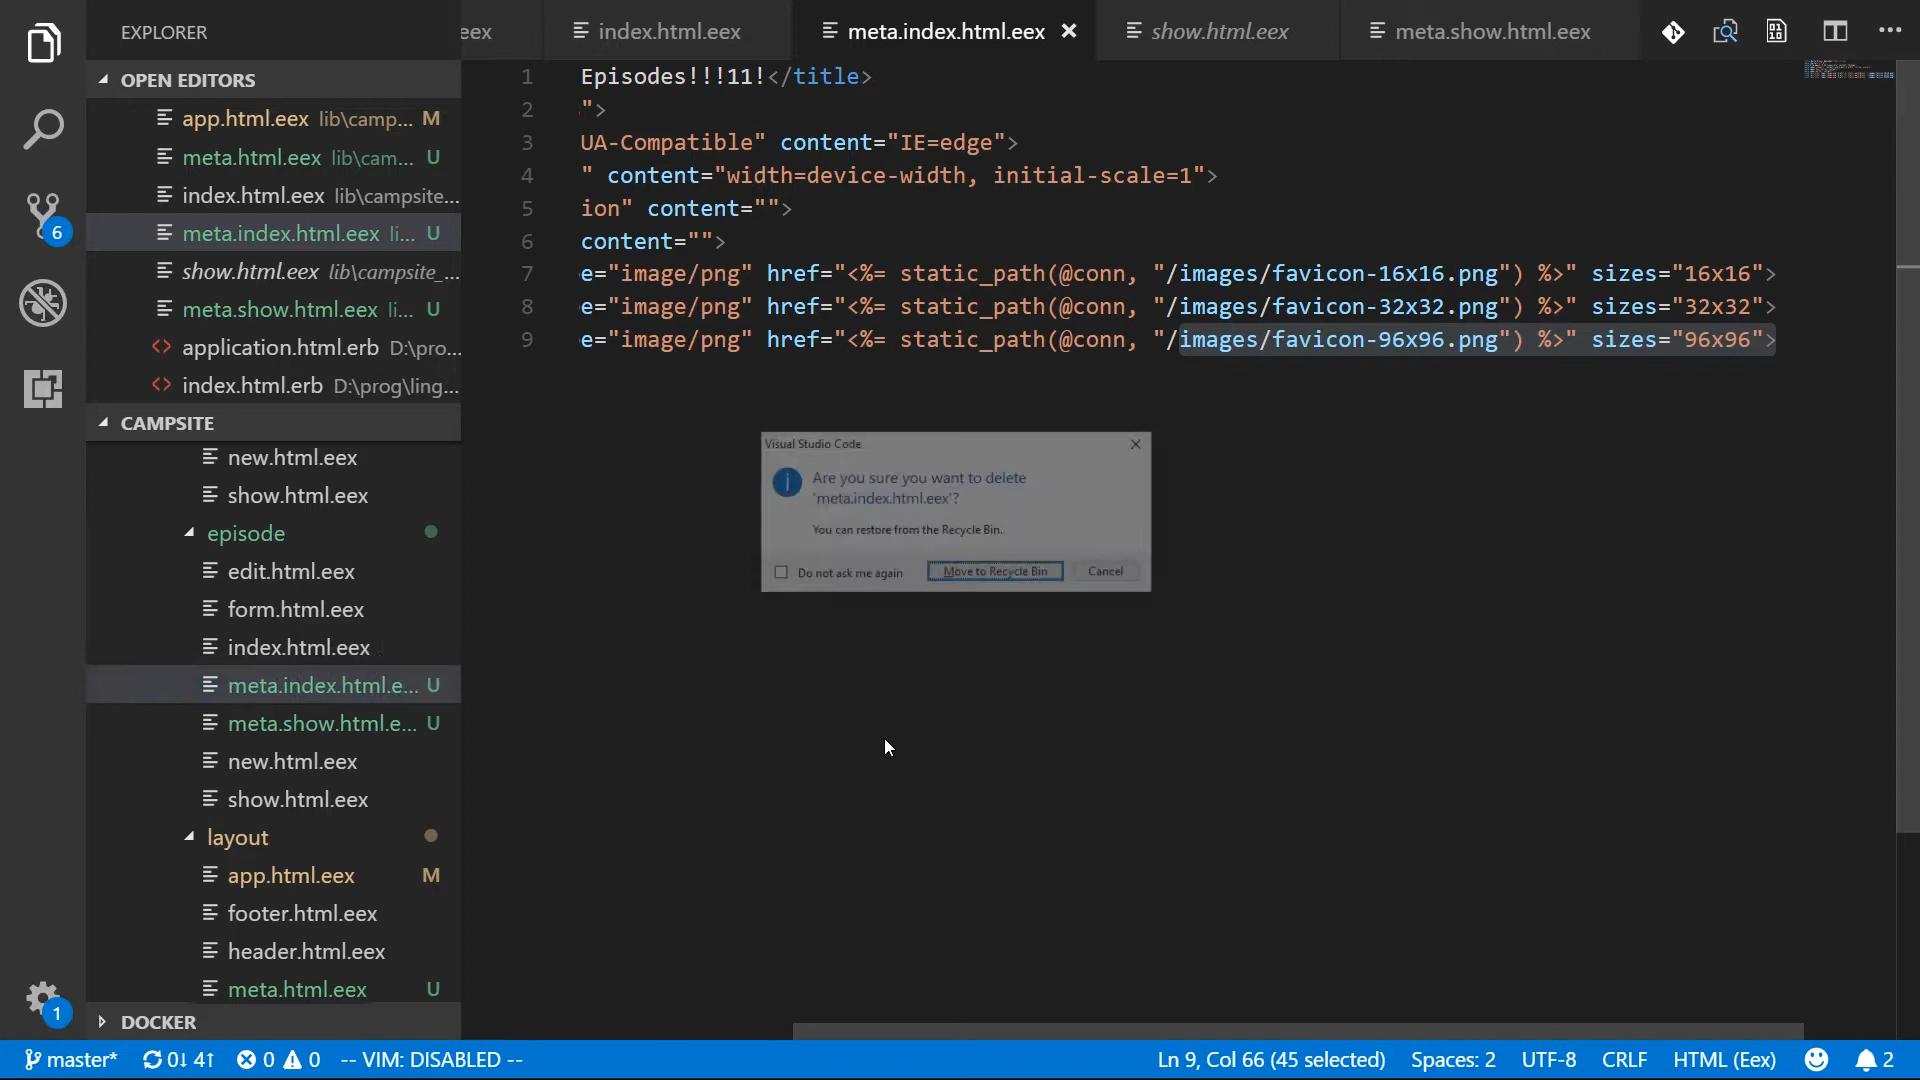 EXPLORER
eex
index.html.eex
meta.index.html.eex
show.html.eex
meta.show.html.eex
OPEN EDITORS
app.html.eex lib\camp... M
meta.html.eex lib\cam... U
index.html.eex lib\campsite...
meta.index.html.eex li... U
show.html.eex lib\campsite_...
meta.show.html.eex li... U
application.html.erb D:\pro...
index.html.erb D:\prog\ling...
CAMPSITE
new.html.eex
show.html.eex
episode
edit.html.eex
form.html.eex
index.html.eex
meta.index.html.e... U
meta.show.html.e... U
new.html.eex
show.html.eex
layout
app.html.eex M
footer.html.eex
header.html.eex
meta.html.eex U
DOCKER
6
1
1 Episodes!!!11!</title>
2 ">
3 UA-Compatible" content="IE=edge">
4 " content="width=device-width, initial-scale=1">
5 ion" content="">
6 content="">
7 e="image/png" href="<%= static_path(@conn, "/images/favicon-16x16.png") %>" sizes="16x16">
8 e="image/png" href="<%= static_path(@conn, "/images/favicon-32x32.png") %>" sizes="32x32">
9 e="image/png" href="<%= static_path(@conn, "/images/favicon-96x96.png") %>" sizes="96x96">
Visual Studio Code
Are you sure you want to delete
'meta.index.html.eex'?
You can restore from the Recycle Bin.
Do not ask me again
Move to Recycle Bin
Cancel
master* 0↓ 4↑ 0 0 -- VIM: DISABLED --
Ln 9, Col 66 (45 selected) Spaces: 2 UTF-8 CRLF HTML (Eex) 2